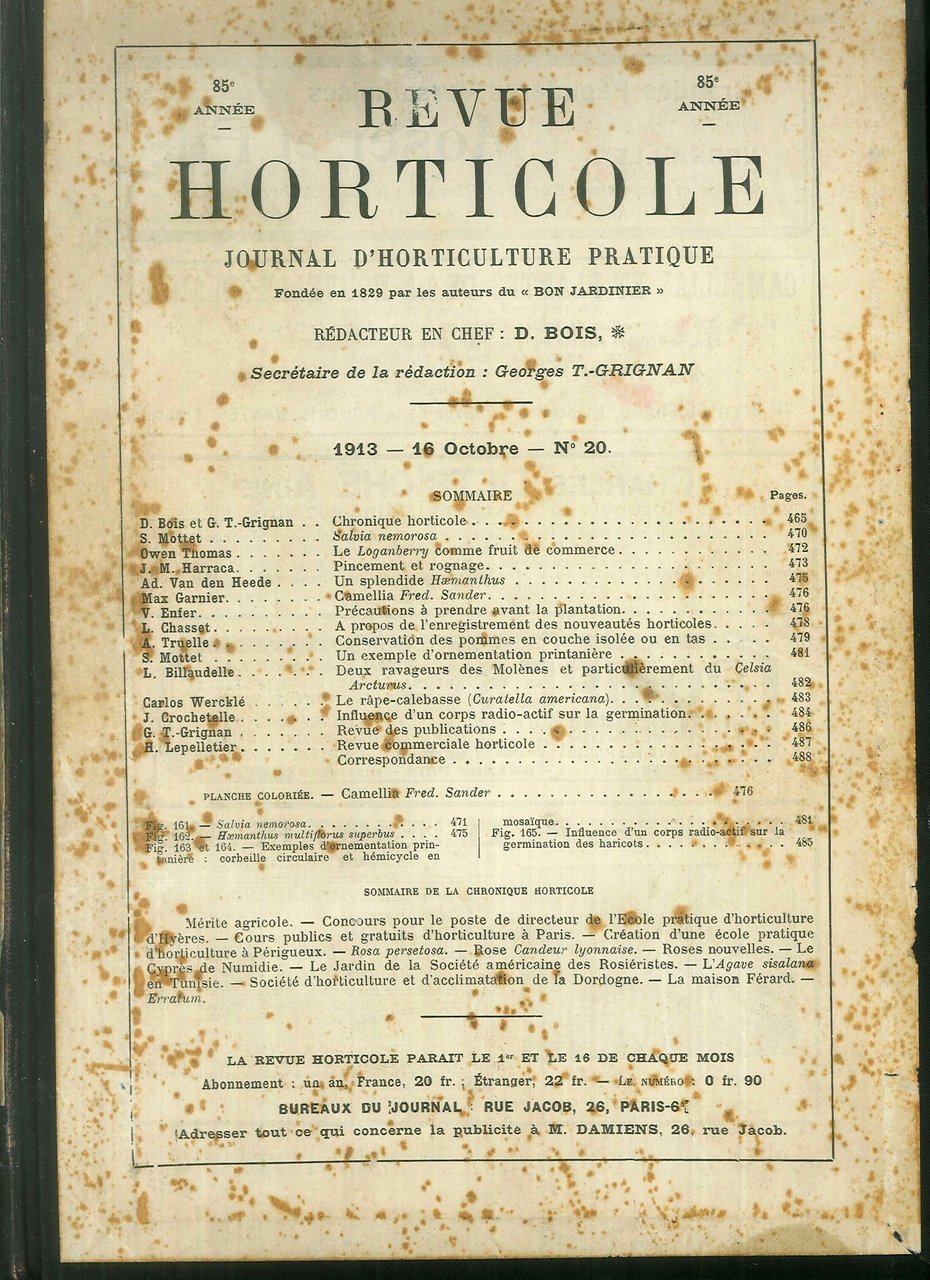 85e
ANNÉE
REVUE
85e
ANNÉE
HORTICOLE
JOURNAL D'HORTICULTURE PRATIQUE
Fondée en 1829 par les auteurs du « BON JARDINIER »
RÉDACTEUR EN CHEF : D. BOIS, ❋
Secrétaire de la rédaction : Georges T.-GRIGNAN
1913 — 16 Octobre — N° 20.
SOMMAIRE Pages.
D. Bois et G. T.-Grignan . . Chronique horticole . . . 465
S. Mottet . . . Salvia nemorosa . . . 470
Owen Thomas . . . Le Loganberry comme fruit de commerce . . . 472
J. M. Harraca . . . Pincement et rognage . . . 473
Ad. Van den Heede . . . Un splendide Hæmanthus . . . 475
Max Garnier . . . Camellia Fred. Sander . . . 476
V. Enfer . . . Précautions à prendre avant la plantation . . . 476
L. Chasset . . . A propos de l'enregistrement des nouveautés horticoles . . . 478
A. Truelle . . . Conservation des pommes en couche isolée ou en tas . . . 479
S. Mottet . . . Un exemple d'ornementation printanière . . . 481
L. Billaudelle . . . Deux ravageurs des Molènes et particulièrement du Celsia
Arcturus . . . 482
Carlos Wercklé . . . Le râpe-calebasse (Curatella americana) . . . 483
J. Crochetelle . . . Influence d'un corps radio-actif sur la germination . . . 484
G. T.-Grignan . . . Revue des publications . . . 486
H. Lepelletier . . . Revue commerciale horticole . . . 487
Correspondance . . . 488
PLANCHE COLORIÉE. — Camellia Fred. Sander . . . 476
Fig. 161. — Salvia nemorosa . . . 471
Fig. 162. — Hæmanthus multiflorus superbus . . . . 475
Fig. 163 et 164. — Exemples d'ornementation prin-
tanière : corbeille circulaire et hémicycle en
mosaïque . . . 481
Fig. 165. — Influence d'un corps radio-actif sur la
germination des haricots . . . 485
SOMMAIRE DE LA CHRONIQUE HORTICOLE
Mérite agricole. — Concours pour le poste de directeur de l'Ecole pratique d'horticulture
d'Hyères. — Cours publics et gratuits d'horticulture à Paris. — Création d'une école pratique
d'horticulture à Périgueux. — Rosa persetosa. — Rose Candeur lyonnaise. — Roses nouvelles. — Le
Cyprès de Numidie. — Le Jardin de la Société américaine des Rosiéristes. — L'Agave sisalana
en Tunisie. — Société d'horticulture et d'acclimatation de la Dordogne. — La maison Férard. —
Erratum.
LA REVUE HORTICOLE PARAIT LE 1er ET LE 16 DE CHAQUE MOIS
Abonnement : un an, France, 20 fr. ; Étranger, 22 fr. — LE NUMÉRO : 0 fr. 90
BUREAUX DU JOURNAL : RUE JACOB, 26, PARIS-6e
Adresser tout ce qui concerne la publicité à M. DAMIENS, 26, rue Jacob.